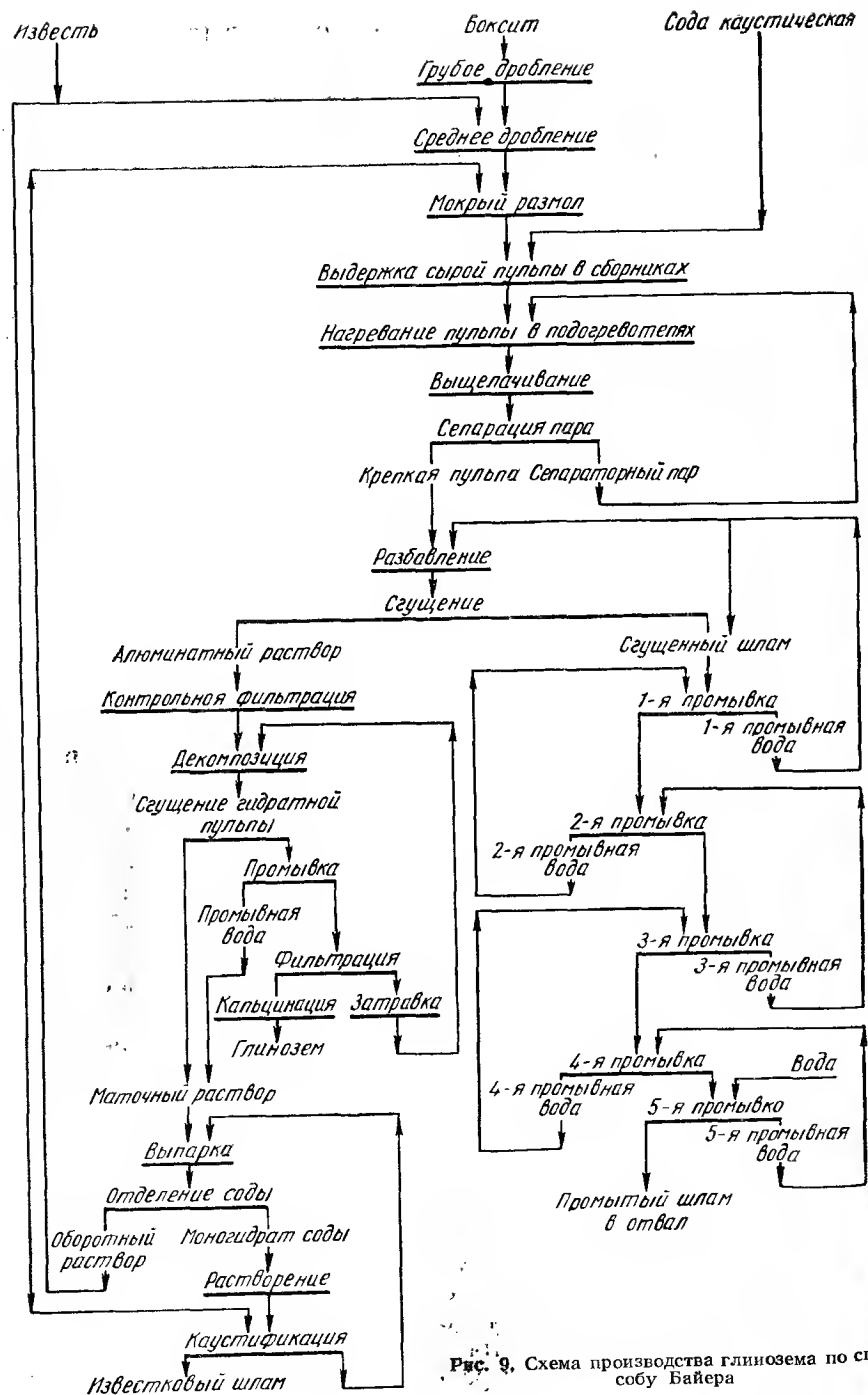 Известь
Боксит
Сода каустическая
Грубое дробление
Среднее дробление
Мокрый размол
Выдержка сырой пульпы в сборниках
Нагревание пульпы в подогревотелях
Выщелачивание
Сепарация пара
Крепкая пульпа Сепараторный пар
Разбавление
Сгущение
Алюминатный раствор
Сгущенный шлам
Контрольная фильтрация
1-я промывка
1-я промывная
вода
Декомпозиция
Сгущение гидратной
пульпы
2-я промывка
2-я промывная
вода
Промывка
Промывная
вода
Фильтрация
3-я промывка
3-я промывная
вода
Кальцинация
Затравка
Глинозем
4-я промывка
Вода
Маточный раствор
4-я промывная
вода
5-я промывко
5-я промывная
вода
Выпарка
Отделение соды
Промытый шлам
в отвал
Оборотный
раствор
Моногидрат соды
Растворение
Каустификация
Известковый шлам
Рис. 9. Схема производства глинозема по сп
собу Байера